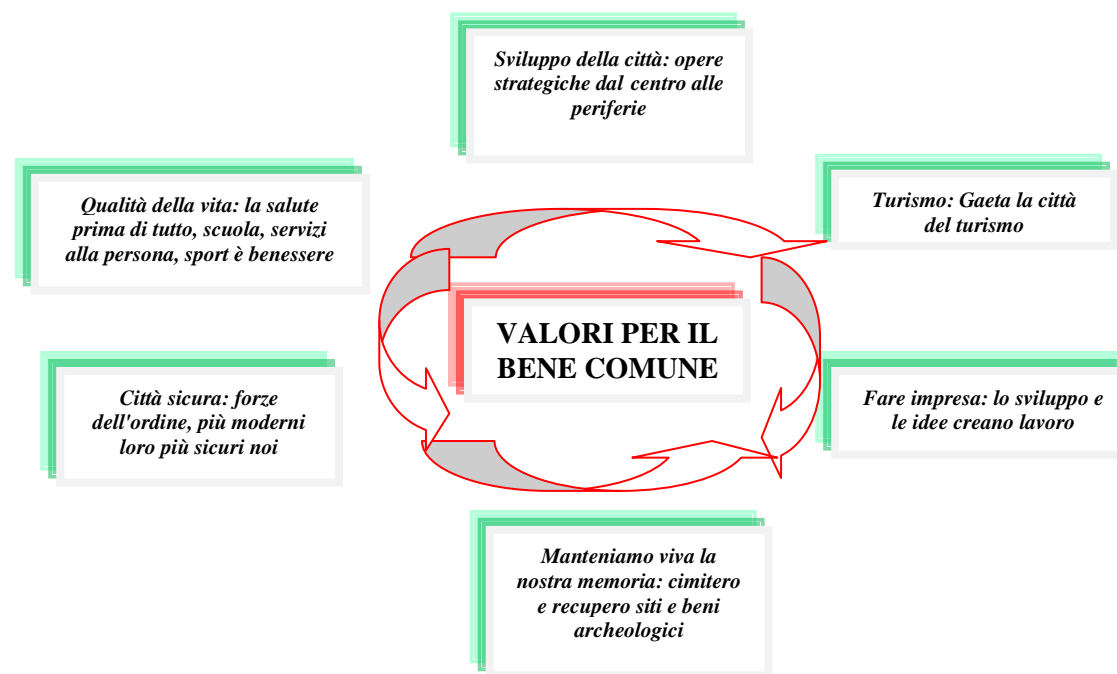 Sviluppo della città: opere
strategiche dal centro alle
periferie
Qualità della vita: la salute
prima di tutto, scuola, servizi
alla persona, sport è benessere
Turismo: Gaeta la città
del turismo
VALORI PER IL
BENE COMUNE
Città sicura: forze
dell'ordine, più moderni
loro più sicuri noi
Fare impresa: lo sviluppo e
le idee creano lavoro
Manteniamo viva la
nostra memoria: cimitero
e recupero siti e beni
archeologici